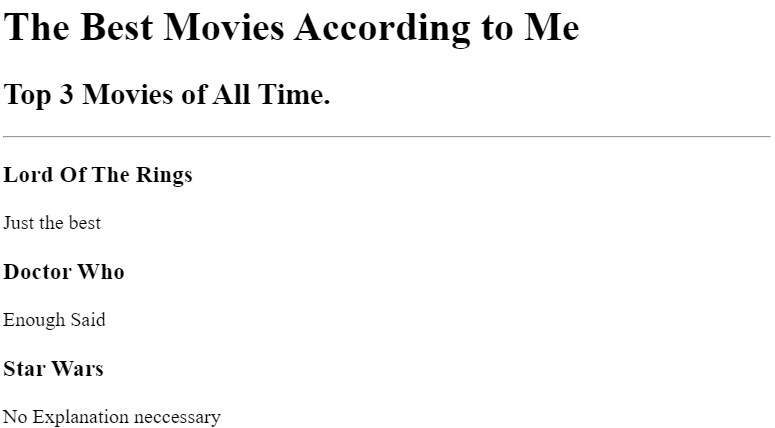 The Best Movies According to Me
Top 3 Movies of All Time.
Lord Of The Rings
Just the best
Doctor Who
Enough Said
Star Wars
No Explanation neccessary